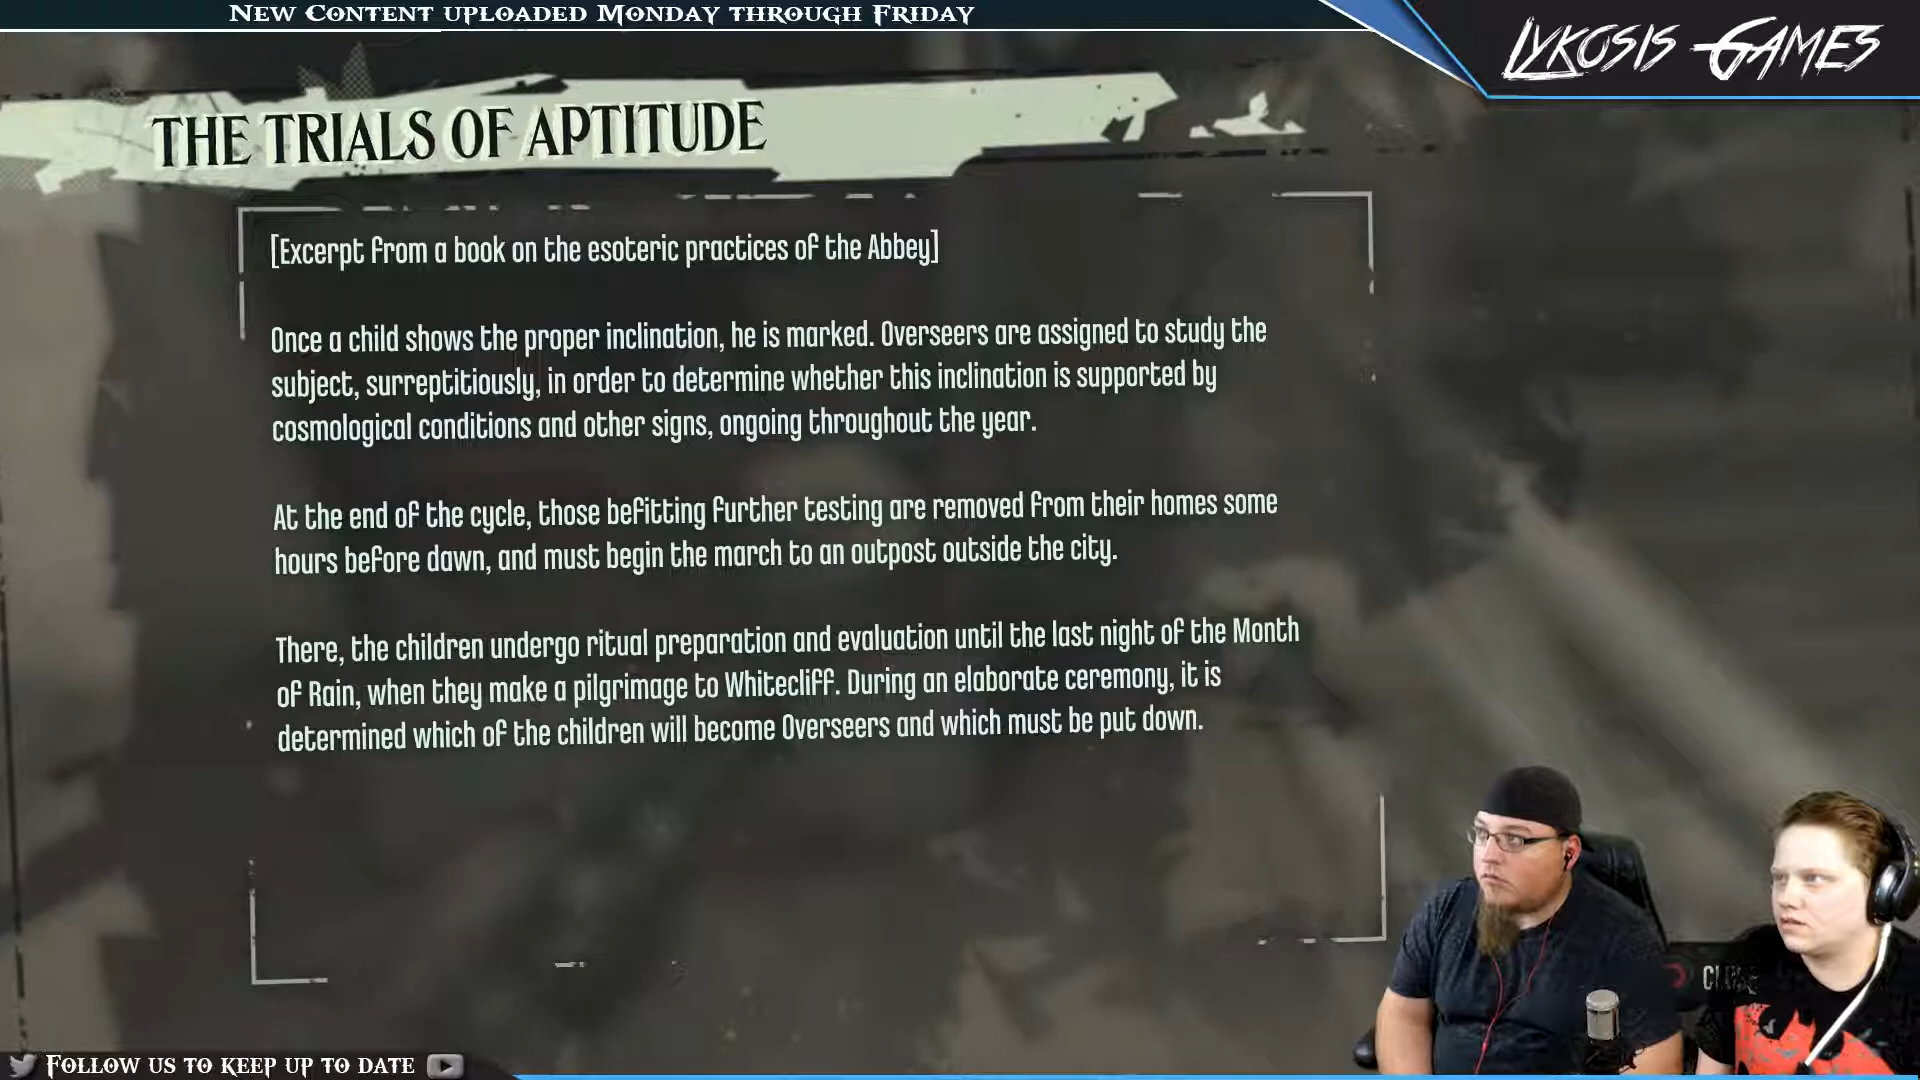 New Content uploaded Monday through Friday
Lykosis Games
THE TRIALS OF APTITUDE
[Excerpt from a book on the esoteric practices of the Abbey]
Once a child shows the proper inclination, he is marked. Overseers are assigned to study the
subject, surreptitiously, in order to determine whether this inclination is supported by
cosmological conditions and other signs, ongoing throughout the year.
At the end of the cycle, those befitting further testing are removed from their homes some
hours before dawn, and must begin the march to an outpost outside the city.
There, the children undergo ritual preparation and evaluation until the last night of the Month
of Rain, when they make a pilgrimage to Whitecliff. During an elaborate ceremony, it is
determined which of the children will become Overseers and which must be put down.
CLOSE
Follow us to keep up to date